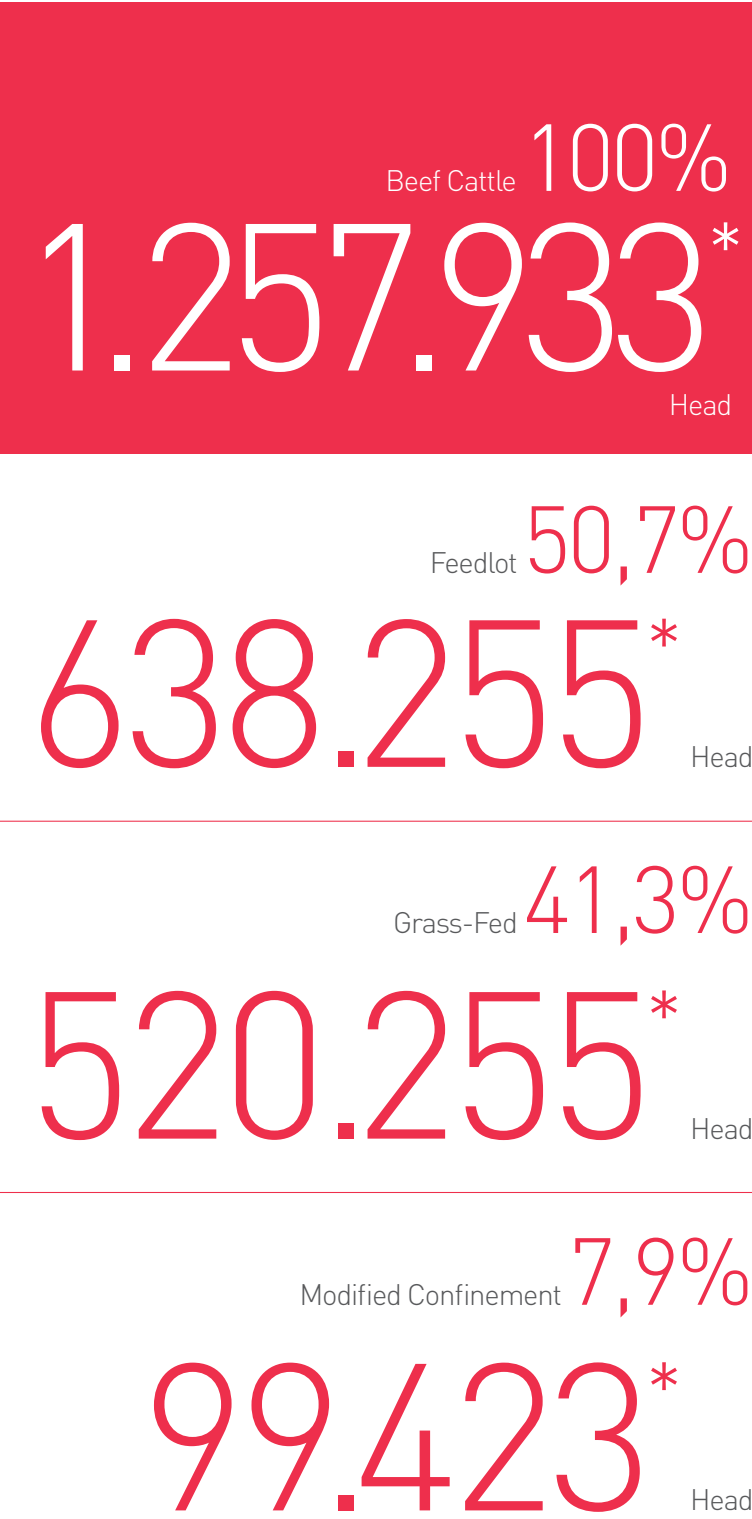 Beef Cattle 100%
1.257.933*
Head
Feedlot 50,7%
638.255*
Head
Grass-Fed 41,3%
520.255*
Head
Modified Confinement 7,9%
99.423*
Head